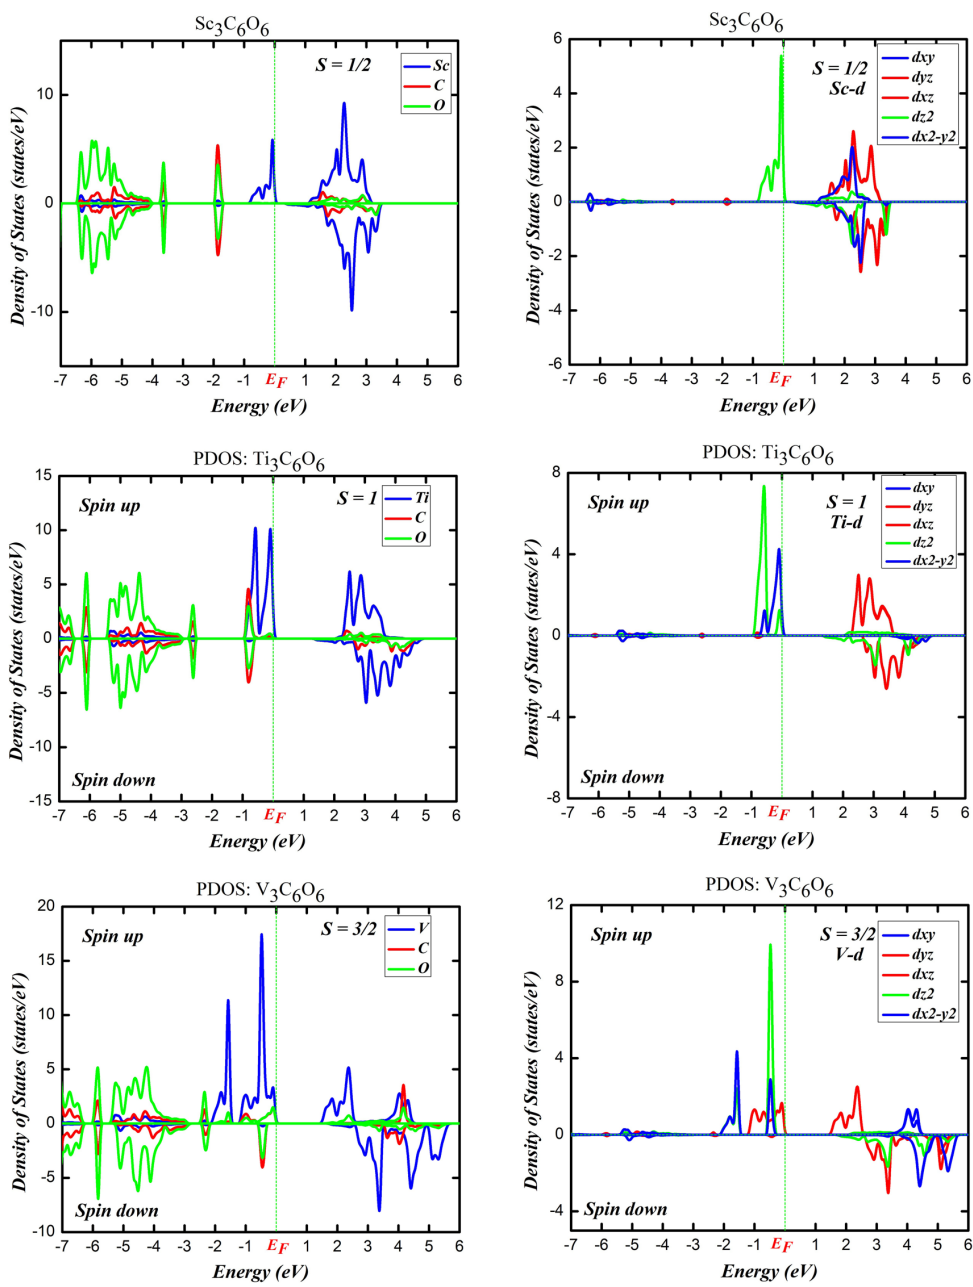 Sc3C6O6
S = 1/2
Sc
C
O
10
0
-10
Density of States (states/eV)
-7 -6 -5 -4 -3 -2 -1 EF 1 2 3 4 5 6
Energy (eV)
Sc3C6O6
S = 1/2
Sc-d
dxy
dyz
dxz
dz2
dx2-y2
6
4
2
0
-2
-4
-6
Density of States (states/eV)
-7 -6 -5 -4 -3 -2 -1 EF 1 2 3 4 5 6
Energy (eV)
PDOS: Ti3C6O6
Spin up
S = 1
Ti
C
O
15
10
5
0
-5
-10
-15
Density of States (states/eV)
Spin down
-7 -6 -5 -4 -3 -2 -1 EF 1 2 3 4 5 6
Energy (eV)
PDOS: Ti3C6O6
Spin up
S = 1
Ti-d
dxy
dyz
dxz
dz2
dx2-y2
8
4
0
-4
-8
Density of States (states/eV)
Spin down
-7 -6 -5 -4 -3 -2 -1 EF 1 2 3 4 5 6
Energy (eV)
PDOS: V3C6O6
Spin up
S = 3/2
V
C
O
20
15
10
5
0
-5
-10
Density of States (states/eV)
Spin down
-7 -6 -5 -4 -3 -2 -1 EF 1 2 3 4 5 6
Energy (eV)
PDOS: V3C6O6
Spin up
S = 3/2
V-d
dxy
dyz
dxz
dz2
dx2-y2
12
8
4
0
-4
Density of States (states/eV)
Spin down
-7 -6 -5 -4 -3 -2 -1 EF 1 2 3 4 5 6
Energy (eV)